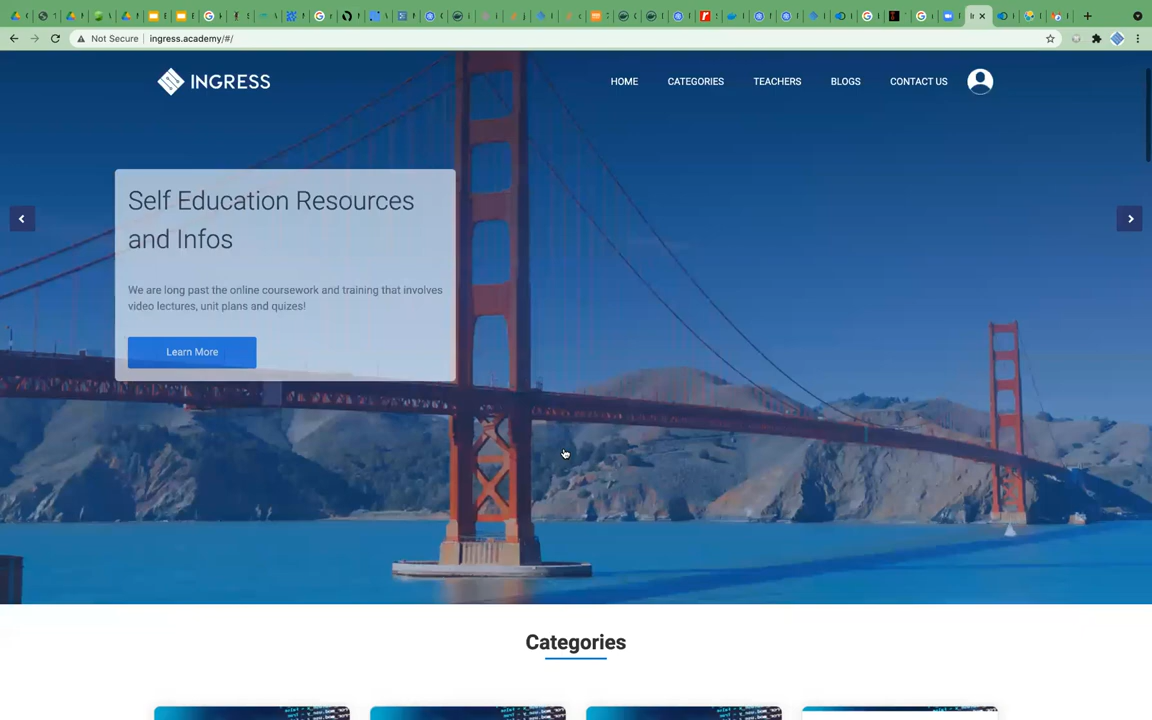 Not Secure ingress.academy/#/
INGRESS
HOME CATEGORIES TEACHERS BLOGS CONTACT US
Self Education Resources
and Infos
We are long past the online coursework and training that involves
video lectures, unit plans and quizes!
Learn More
Categories